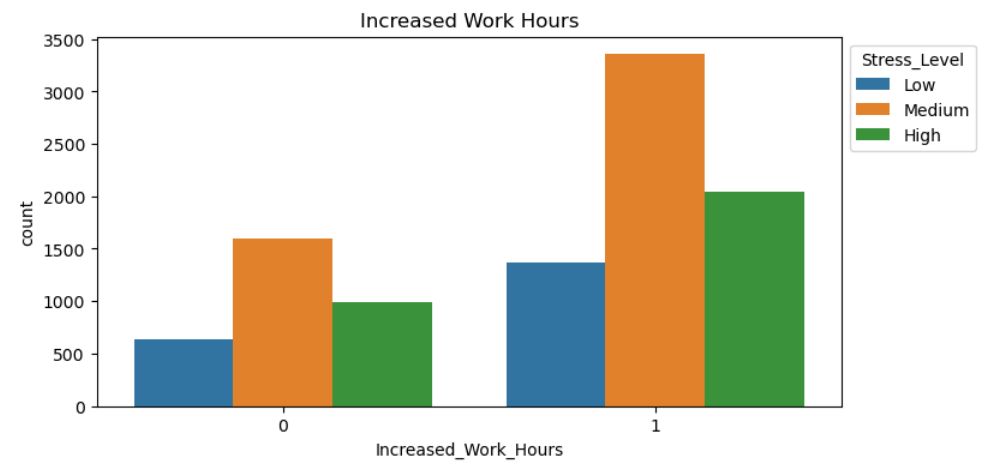 Increased Work Hours
3500
3000
2500
2000
1500
1000
500
0
count
0 1
Increased_Work_Hours
Stress_Level
Low
Medium
High